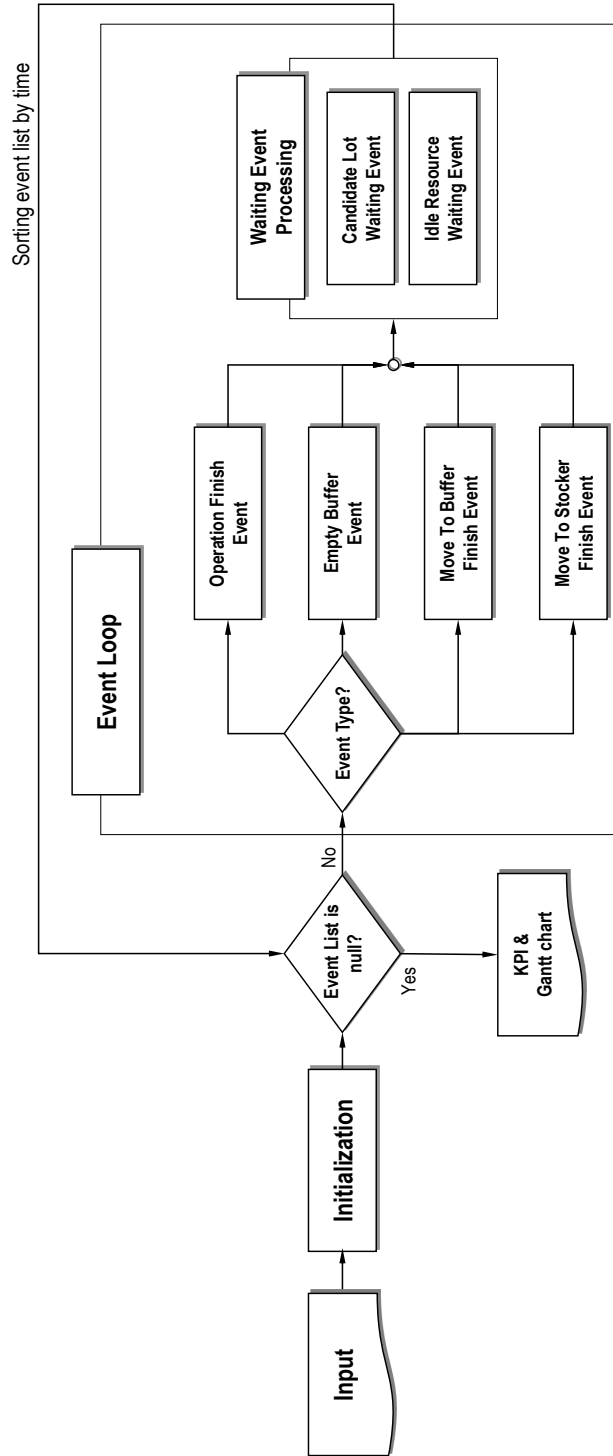 Sorting event list by time
Event Loop
Input
Initialization
Event List is
null?
No
Yes
KPI &
Gantt chart
Event Type?
Operation Finish
Event
Empty Buffer
Event
Move To Buffer
Finish Event
Move To Stocker
Finish Event
Waiting Event
Processing
Candidate Lot
Waiting Event
Idle Resource
Waiting Event